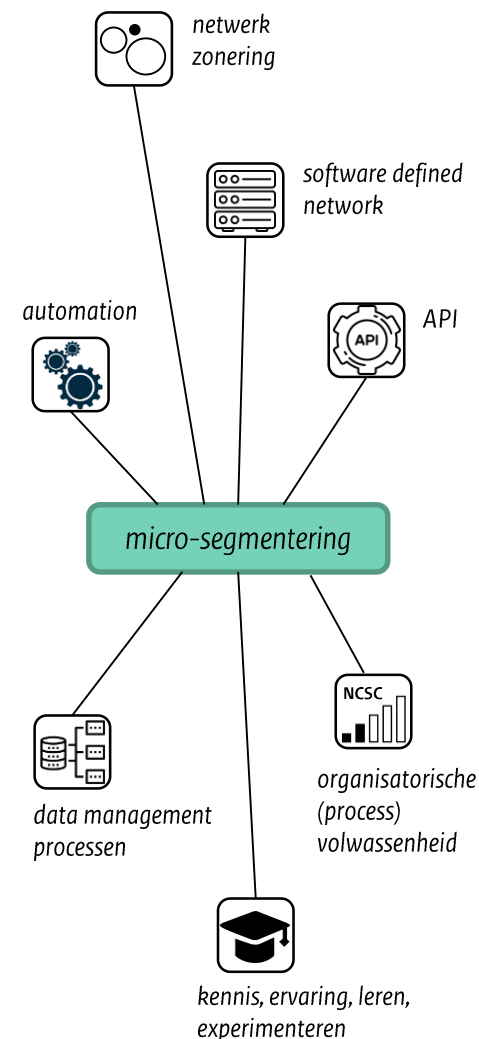 netwerk
zonering
software defined
network
automation
API
API
micro-segmentering
NCSC
data management
processen
organisatorische
(process)
volwassenheid
kennis, ervaring, leren,
experimenteren